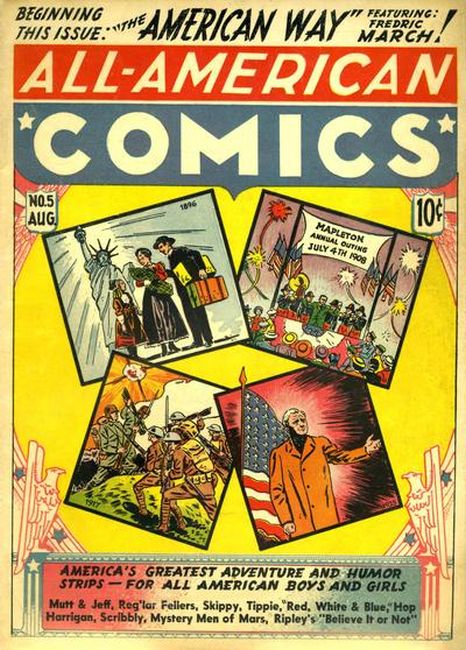 BEGINNING THIS ISSUE: "THE AMERICAN WAY" FEATURING: FREDRIC MARCH!
ALL-AMERICAN
COMICS
NO.5
AUG.
10¢
1896
MAPLETON
ANNUAL OUTING
JULY 4TH 1908
1917
AMERICA'S GREATEST ADVENTURE AND HUMOR
STRIPS — FOR ALL AMERICAN BOYS AND GIRLS
Mutt & Jeff, Reg'lar Fellers, Skippy, Tippie, "Red, White & Blue," Hop
Harrigan, Scribbly, Mystery Men of Mars, Ripley's "Believe It or Not"